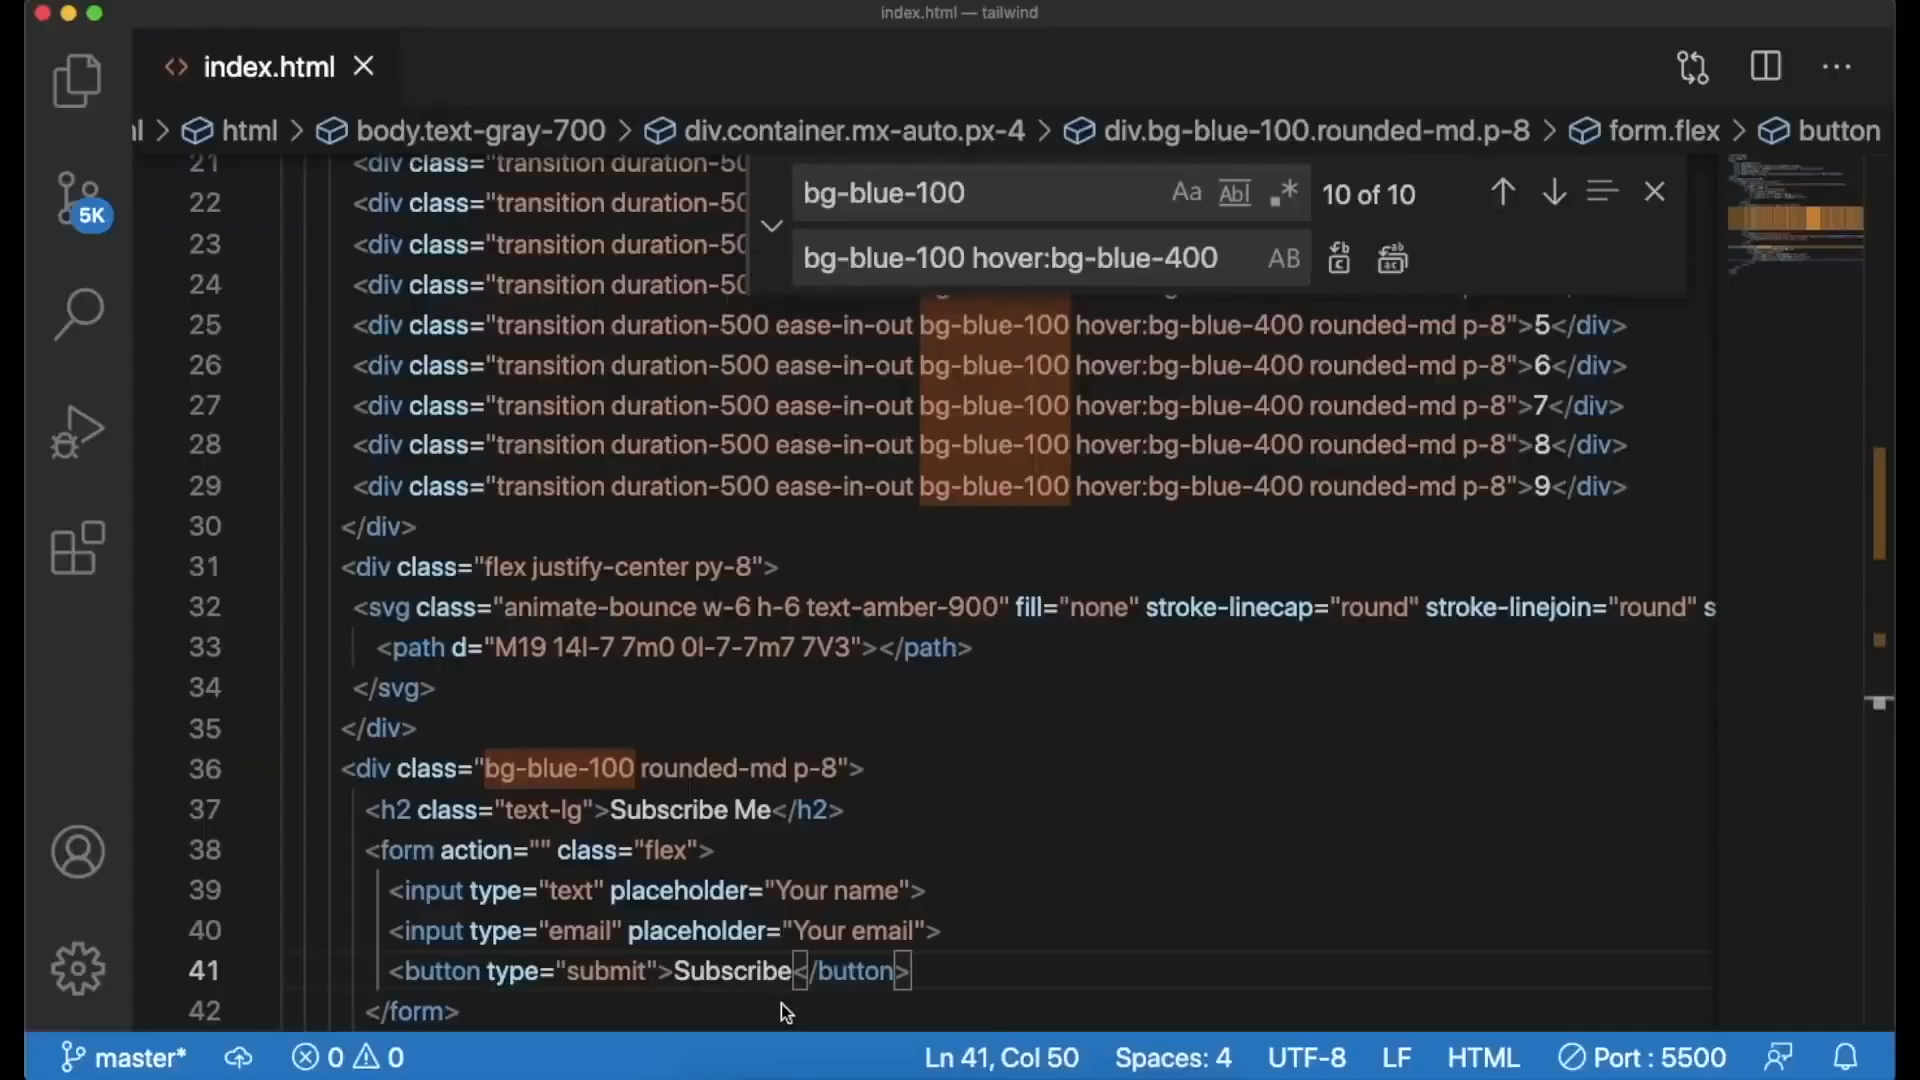 index.html — tailwind
index.html
html
body.text-gray-700
div.container.mx-auto.px-4
div.bg-blue-100.rounded-md.p-8
form.flex
button
bg-blue-100
Aa
Abl
10 of 10
bg-blue-100 hover:bg-blue-400
AB
5K
21 <div class="transition duration-50
22 <div class="transition duration-50
23 <div class="transition duration-50
24 <div class="transition duration-50
25 <div class="transition duration-500 ease-in-out bg-blue-100 hover:bg-blue-400 rounded-md p-8">5</div>
26 <div class="transition duration-500 ease-in-out bg-blue-100 hover:bg-blue-400 rounded-md p-8">6</div>
27 <div class="transition duration-500 ease-in-out bg-blue-100 hover:bg-blue-400 rounded-md p-8">7</div>
28 <div class="transition duration-500 ease-in-out bg-blue-100 hover:bg-blue-400 rounded-md p-8">8</div>
29 <div class="transition duration-500 ease-in-out bg-blue-100 hover:bg-blue-400 rounded-md p-8">9</div>
30 </div>
31 <div class="flex justify-center py-8">
32 <svg class="animate-bounce w-6 h-6 text-amber-900" fill="none" stroke-linecap="round" stroke-linejoin="round" s
33 <path d="M19 14l-7 7m0 0l-7-7m7 7V3"></path>
34 </svg>
35 </div>
36 <div class="bg-blue-100 rounded-md p-8">
37 <h2 class="text-lg">Subscribe Me</h2>
38 <form action="" class="flex">
39 <input type="text" placeholder="Your name">
40 <input type="email" placeholder="Your email">
41 <button type="submit">Subscribe</button>
42 </form>
master* 0 0 Ln 41, Col 50 Spaces: 4 UTF-8 LF HTML Port : 5500